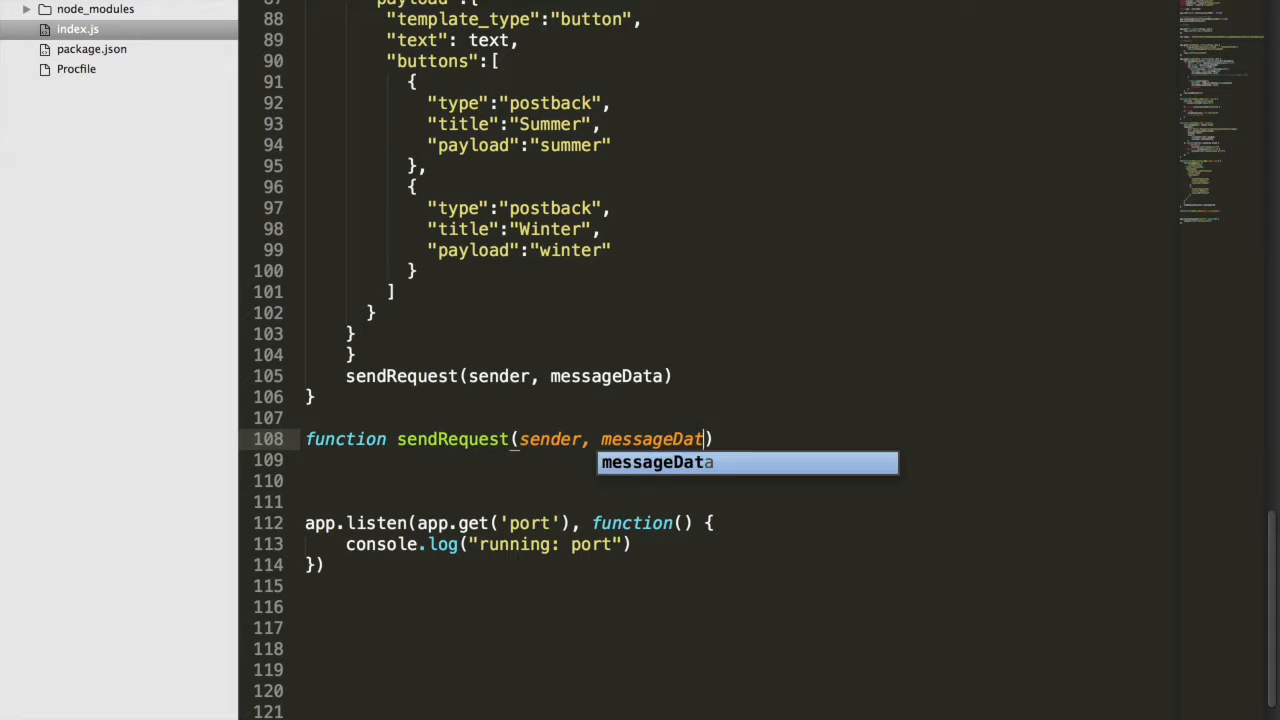 node_modules
index.js
package.json
Procfile
87 payload":{
88 "template_type":"button",
89 "text": text,
90 "buttons":[
91 {
92 "type":"postback",
93 "title":"Summer",
94 "payload":"summer"
95 },
96 {
97 "type":"postback",
98 "title":"Winter",
99 "payload":"winter"
100 }
101 ]
102 }
103 }
104 }
105 sendRequest(sender, messageData)
106 }
107
108 function sendRequest(sender, messageDat)
109 messageData
110
111
112 app.listen(app.get('port'), function() {
113 console.log("running: port")
114 })
115
116
117
118
119
120
121